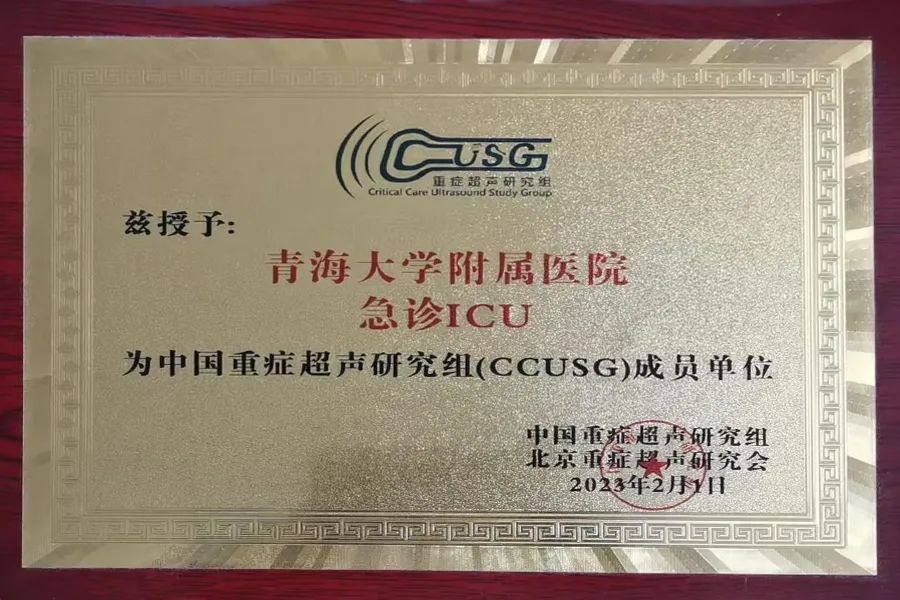 CCUSG
重症超声研究组
Critical Care Ultrasound Study Group
兹授予:
青海大学附属医院
急诊ICU
为中国重症超声研究组(CCUSG)成员单位
中国重症超声研究组
北京重症超声研究会
2023年2月1日